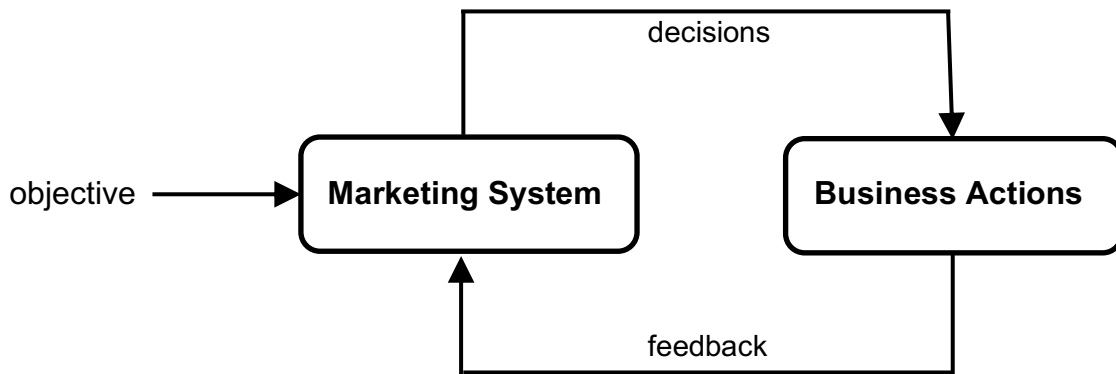 decisions
objective
Marketing System
Business Actions
feedback